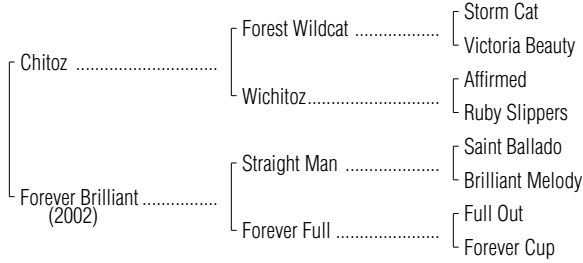 Storm Cat
Forest Wildcat ..................
Victoria Beauty
Chitoz ..............................
Affirmed
Wichitoz............................
Ruby Slippers
Saint Ballado
Straight Man ....................
Brilliant Melody
Forever Brilliant ................
(2002)
Full Out
Forever Full ......................
Forever Cup